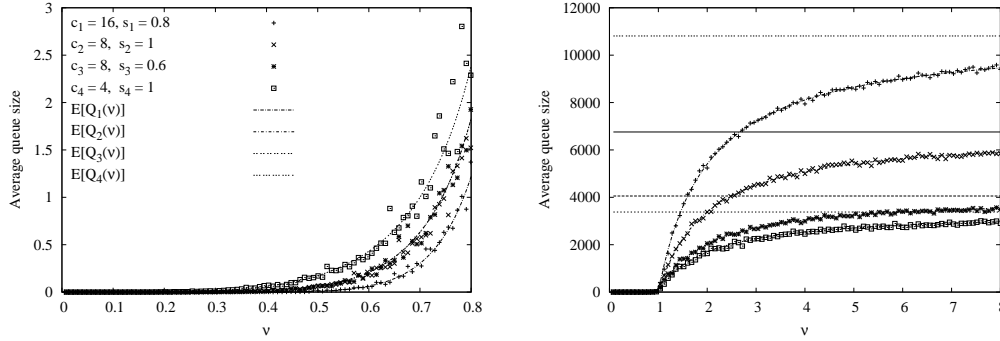 3
2.5
2
1.5
1
0.5
0
Average queue size
c1 = 16, s1 = 0.8
c2 = 8, s2 = 1
c3 = 8, s3 = 0.6
c4 = 4, s4 = 1
E[Q1(ν)]
E[Q2(ν)]
E[Q3(ν)]
E[Q4(ν)]
0 0.1 0.2 0.3 0.4 0.5 0.6 0.7 0.8
ν
12000
10000
8000
6000
4000
2000
0
Average queue size
0 1 2 3 4 5 6 7 8
ν